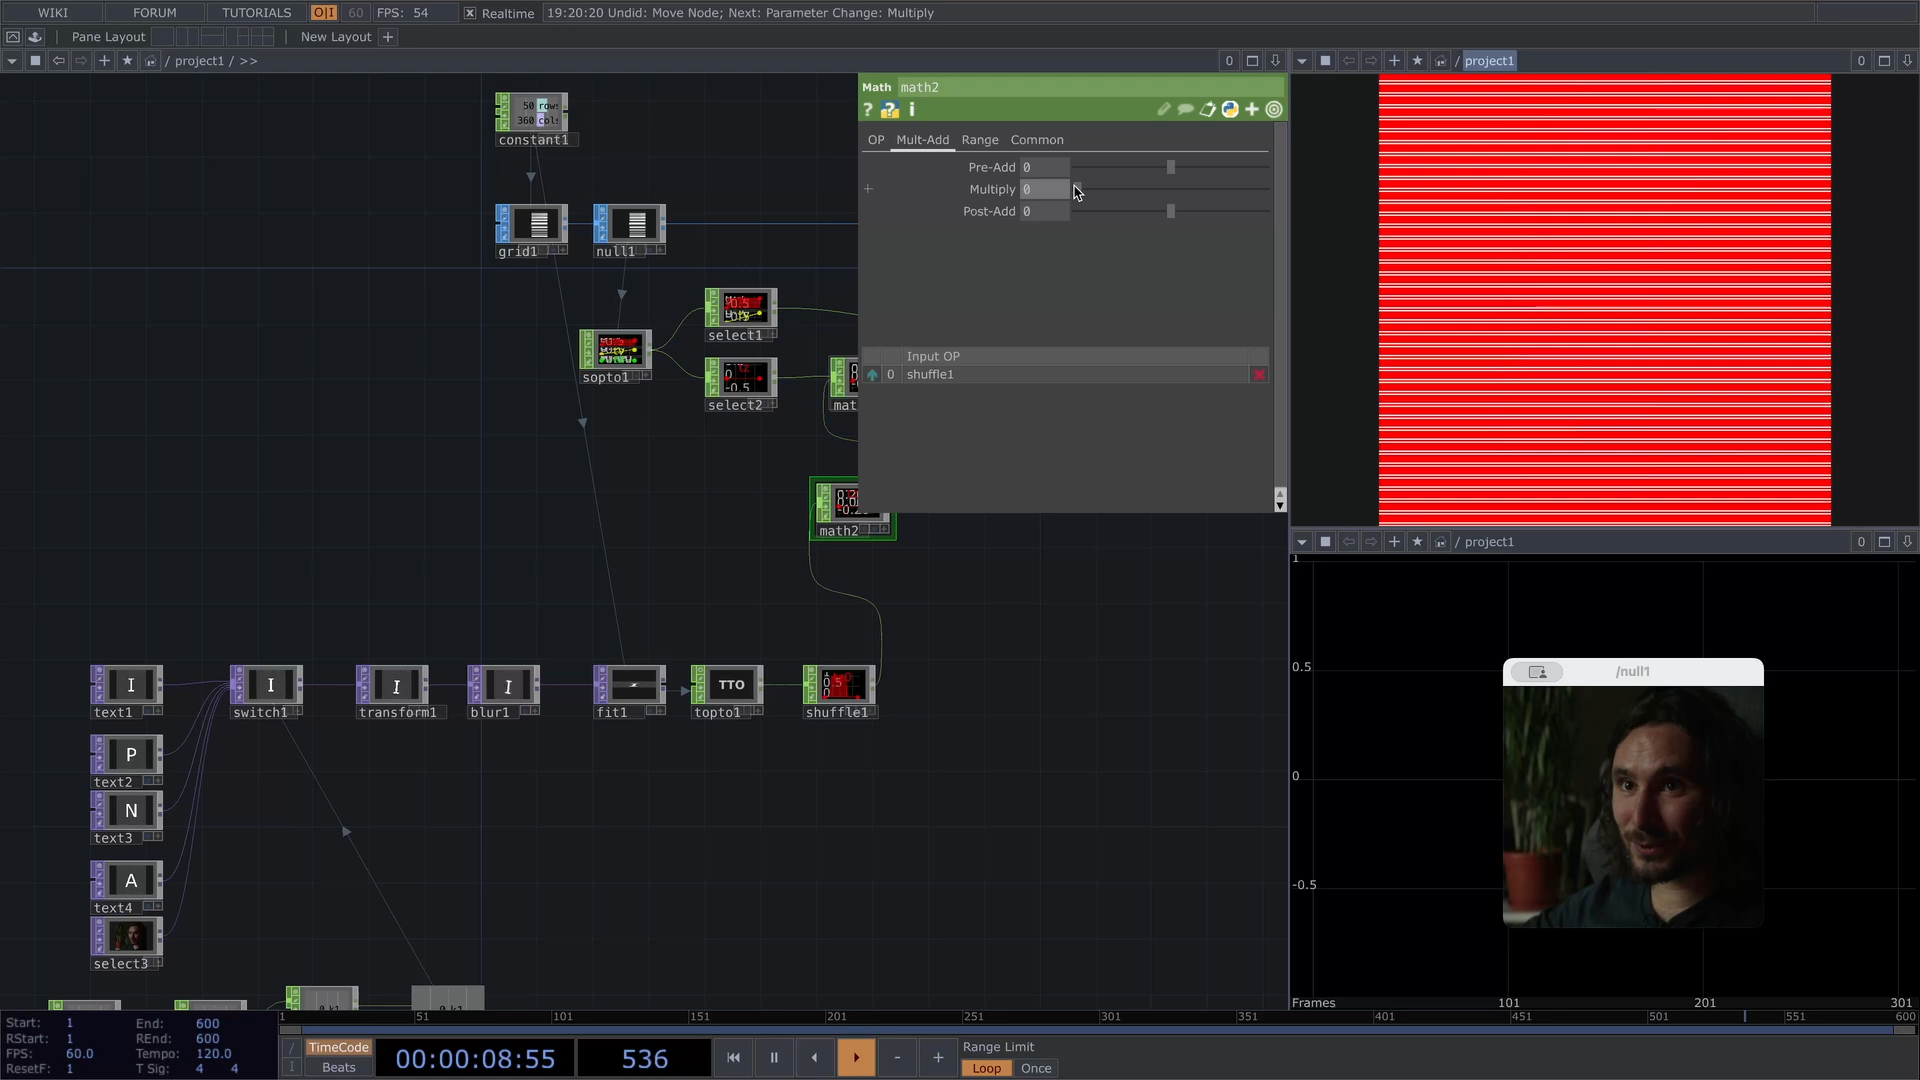 WIKI FORUM TUTORIALS O|I 60 FPS: 54 Realtime 19:20:20 Undid: Move Node; Next: Parameter Change: Multiply
Pane Layout New Layout +
/ project1 / >> 0
/ project1 0
Math math2
? ? i
OP Mult-Add Range Common
Pre-Add 0
Multiply 0
Post-Add 0
Input OP
0 shuffle1
50 rows
360 cols
constant1
grid1
null1
select1
sopto1
select2
-0.5
mat
math2
I
text1
I
switch1
I
transform1
I
blur1
fit1
TTO
topto1
shuffle1
P
text2
N
text3
A
text4
select3
/ project1 0
1
0.5
0
-0.5
/null1
Frames 101 201 301
1 51 101 151 201 251 301 351 401 451 501 551 600
Start: 1 End: 600
RStart: 1 REnd: 600
FPS: 60.0 Tempo: 120.0
ResetF: 1 T Sig: 4 4
TimeCode
Beats
00:00:08:55
536
- +
Range Limit
Loop Once